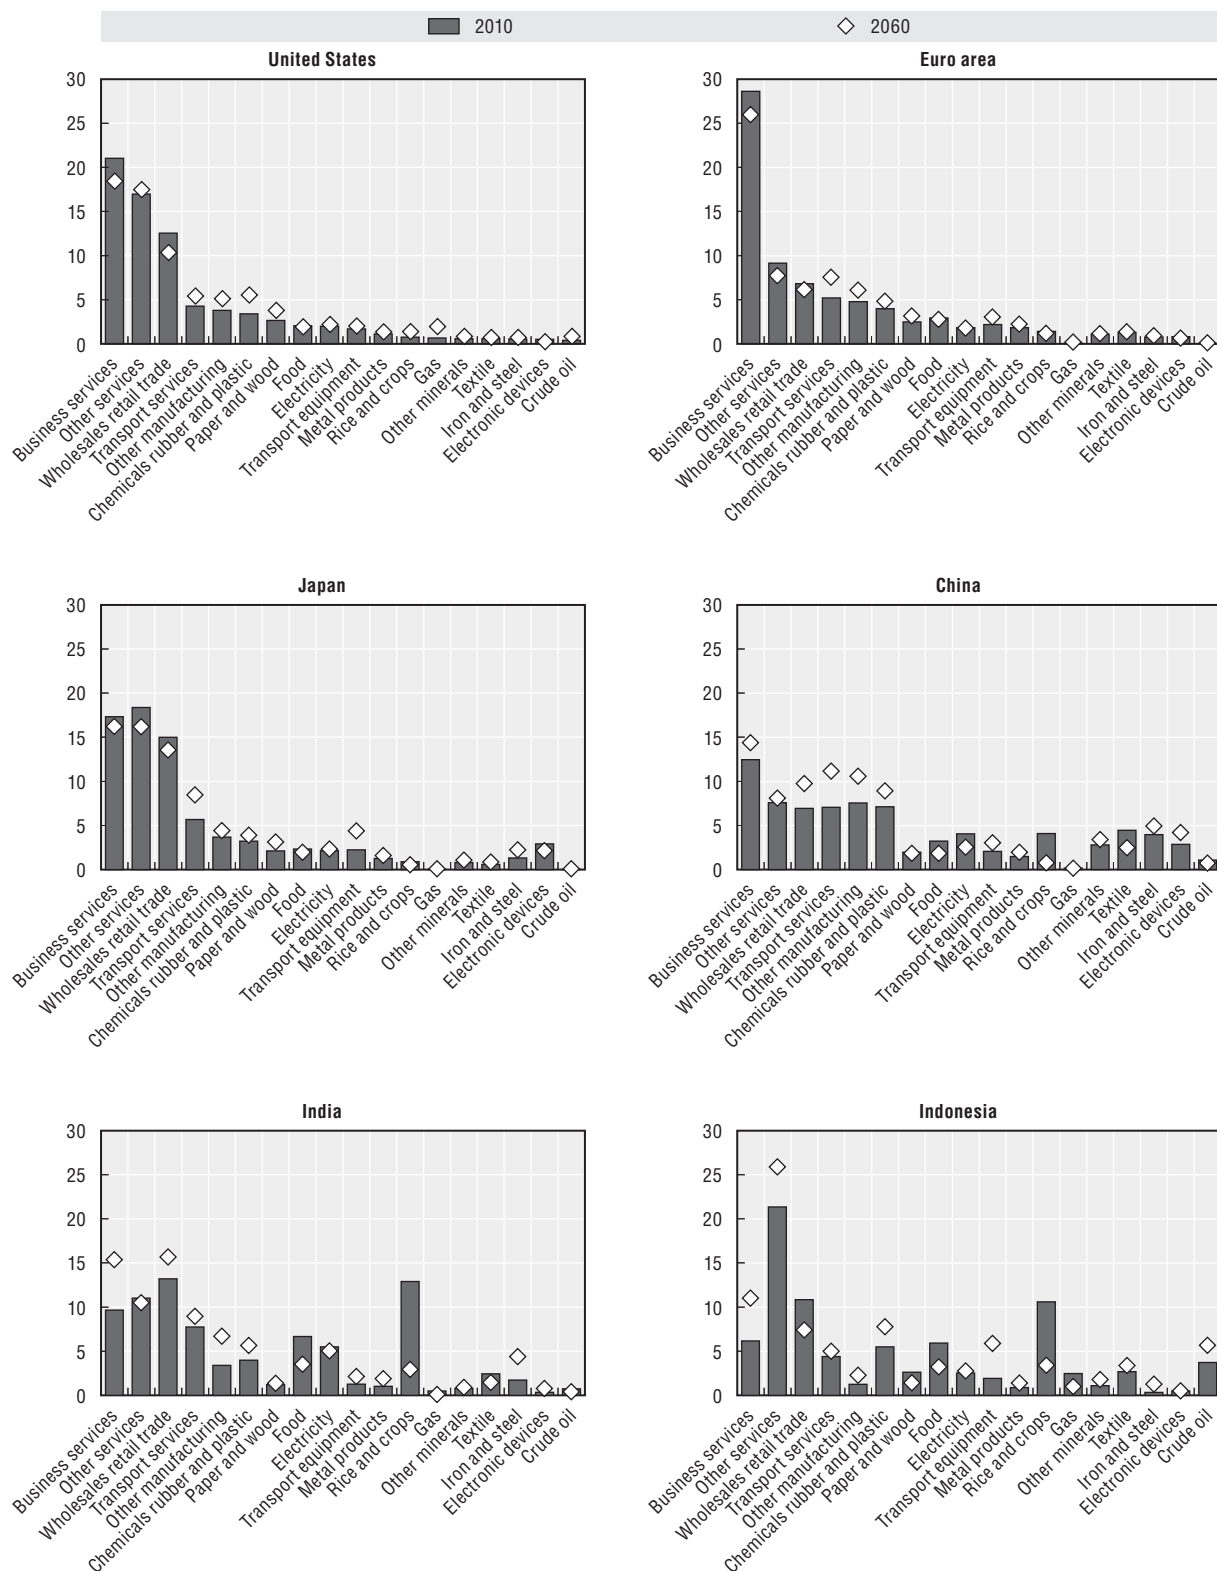 2010 2060
United States
30
25
20
15
10
5
0
Business services
Other services
Wholesales retail trade
Transport services
Other manufacturing
Chemicals rubber and plastic
Paper and wood
Food
Electricity
Transport equipment
Metal products
Rice and crops
Gas
Other minerals
Textile
Iron and steel
Electronic devices
Crude oil
Euro area
30
25
20
15
10
5
0
Business services
Other services
Wholesales retail trade
Transport services
Other manufacturing
Chemicals rubber and plastic
Paper and wood
Food
Electricity
Transport equipment
Metal products
Rice and crops
Gas
Other minerals
Textile
Iron and steel
Electronic devices
Crude oil
Japan
30
25
20
15
10
5
0
Business services
Other services
Wholesales retail trade
Transport services
Other manufacturing
Chemicals rubber and plastic
Paper and wood
Food
Electricity
Transport equipment
Metal products
Rice and crops
Gas
Other minerals
Textile
Iron and steel
Electronic devices
Crude oil
China
30
25
20
15
10
5
0
Business services
Other services
Wholesales retail trade
Transport services
Other manufacturing
Chemicals rubber and plastic
Paper and wood
Food
Electricity
Transport equipment
Metal products
Rice and crops
Gas
Other minerals
Textile
Iron and steel
Electronic devices
Crude oil
India
30
25
20
15
10
5
0
Business services
Other services
Wholesales retail trade
Transport services
Other manufacturing
Chemicals rubber and plastic
Paper and wood
Food
Electricity
Transport equipment
Metal products
Rice and crops
Gas
Other minerals
Textile
Iron and steel
Electronic devices
Crude oil
Indonesia
30
25
20
15
10
5
0
Business services
Other services
Wholesales retail trade
Transport services
Other manufacturing
Chemicals rubber and plastic
Paper and wood
Food
Electricity
Transport equipment
Metal products
Rice and crops
Gas
Other minerals
Textile
Iron and steel
Electronic devices
Crude oil